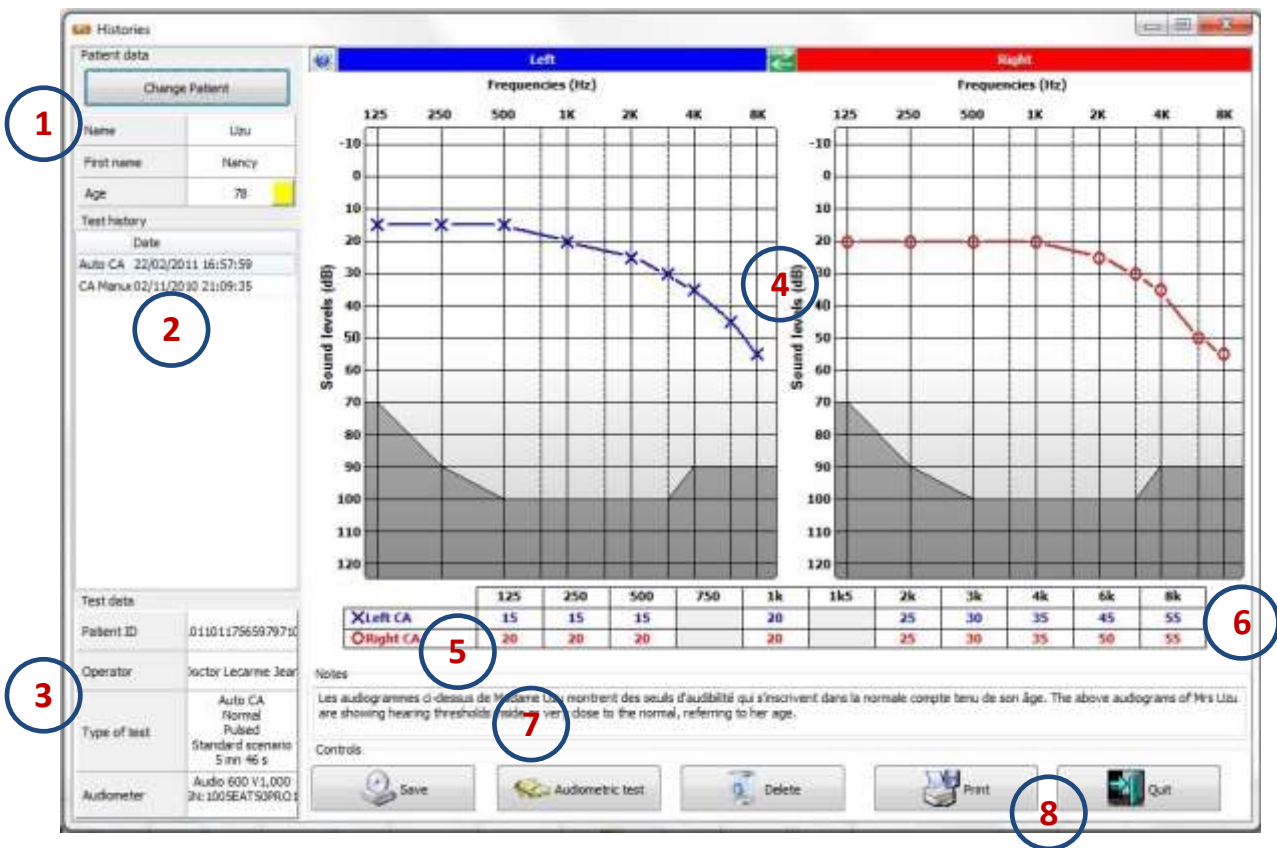 Histories
Patient data
Change Patient
1
Name Uzu
First name Nancy
Age 78
Test history
Date
Auto CA 22/02/2011 16:57:59
CA Manue 02/11/2010 21:09:35
2
Test data
Patient ID
Operator Doctor Lecarme Jean
3
Type of test
Auto CA
Normal
Pulsed
Standard scenario
5 mn 46 s
Audiometer
Audio 600 V1,000
Left
Right
Frequencies (Hz)
125 250 500 1K 2K 4K 8K
Sound levels (dB)
-10
0
10
20
30
40
50
60
70
80
90
100
110
120
4
Frequencies (Hz)
125 250 500 1K 2K 4K 8K
Sound levels (dB)
-10
0
10
20
30
40
50
60
70
80
90
100
110
120
125 250 500 750 1k 1k5 2k 3k 4k 6k 8k
Left CA 15 15 15 20 25 30 35 45 55
Right CA 20 20 20 20 25 30 35 50 55
5
6
Notes
Les audiogrammes ci-dessus de Madame Uzu montrent des seuls d'audibilité qui s'inscrivent dans la normale compte tenu de son âge. The above audiograms of Mrs Uzu
are showing hearing thresholds very close to the normal, referring to her age.
7
Controls
Save Audiometric test Delete Print Quit
8